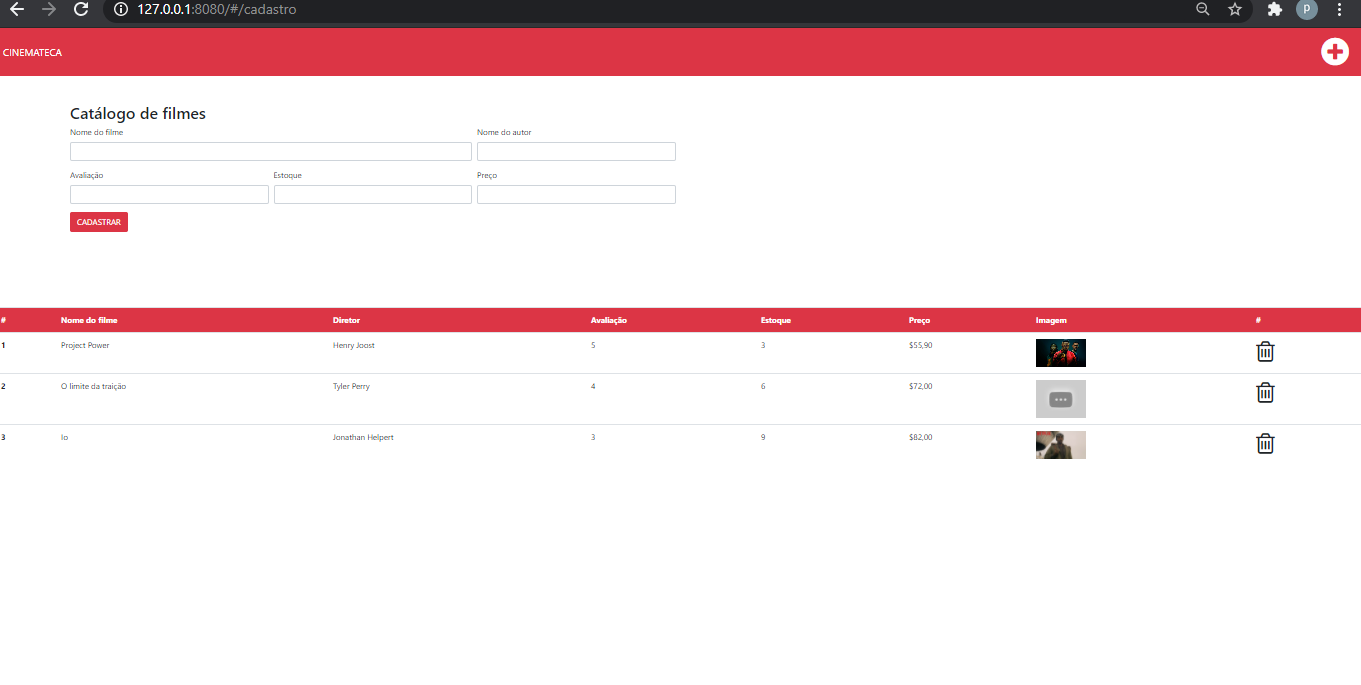 127.0.0.1:8080/#/cadastro
p
CINEMATECA
Catálogo de filmes
Nome do filme Nome do autor
Avaliação Estoque Preço
CADASTRAR
# Nome do filme Diretor Avaliação Estoque Preço Imagem #
1 Project Power Henry Joost 5 3 $55,90
2 O limite da traição Tyler Perry 4 6 $72,00
3 Io Jonathan Helpert 3 9 $82,00